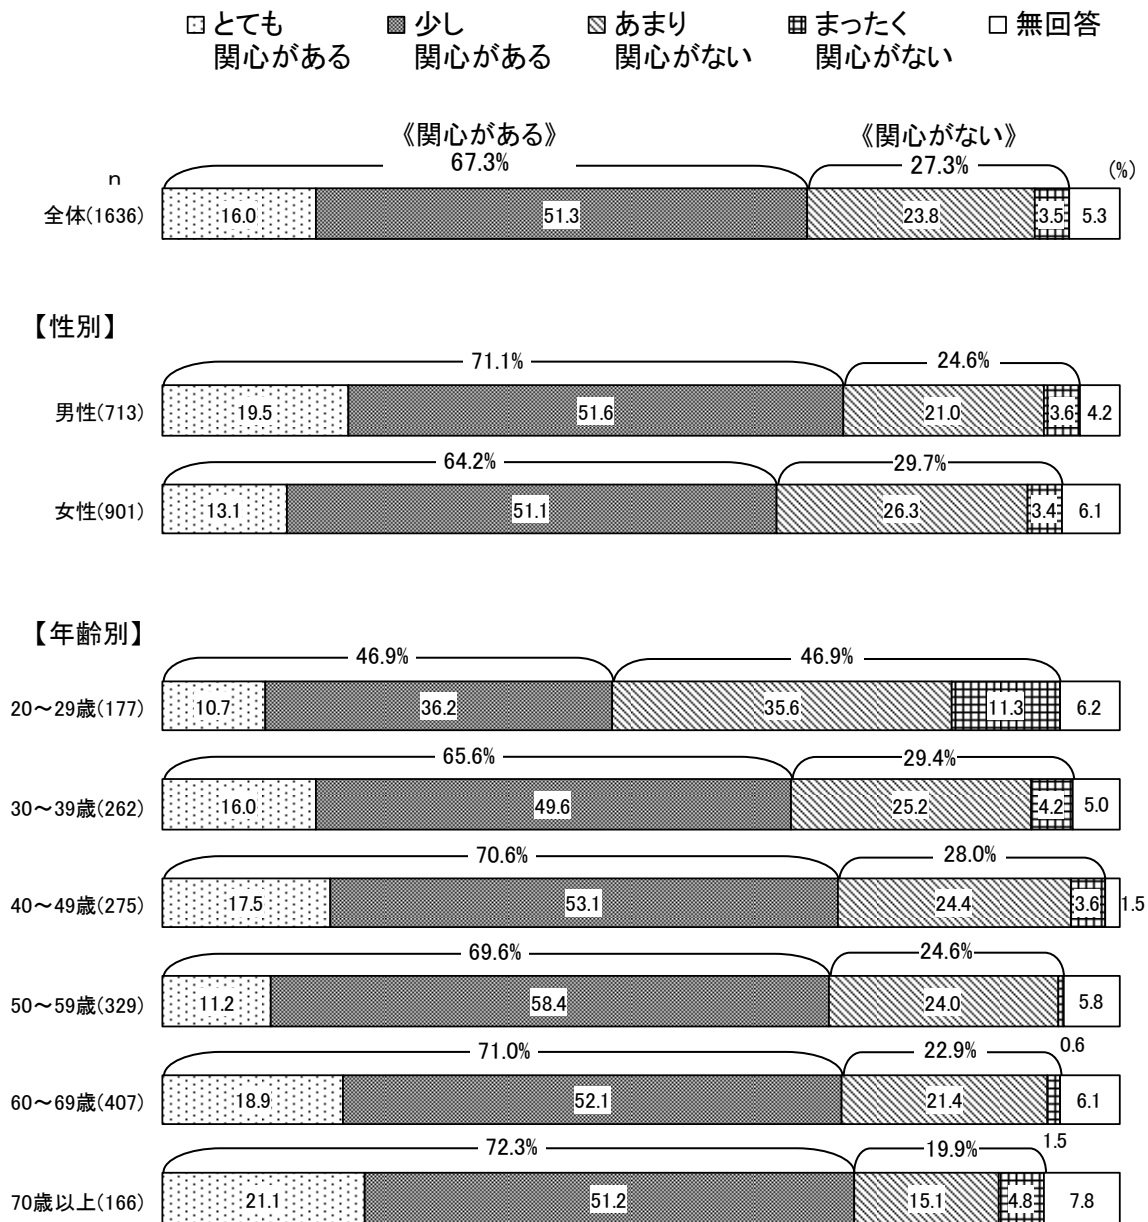 とても 少し あまり まったく 無回答
関心がある 関心がある 関心がない 関心がない
《関心がある》 《関心がない》
67.3% 27.3% (%)
n
全体(1636) 16.0 51.3 23.8 3.5 5.3
【性別】
71.1% 24.6%
男性(713) 19.5 51.6 21.0 3.6 4.2
64.2% 29.7%
女性(901) 13.1 51.1 26.3 3.4 6.1
【年齢別】
46.9% 46.9%
20～29歳(177) 10.7 36.2 35.6 11.3 6.2
65.6% 29.4%
30～39歳(262) 16.0 49.6 25.2 4.2 5.0
70.6% 28.0%
40～49歳(275) 17.5 53.1 24.4 3.6 1.5
69.6% 24.6%
50～59歳(329) 11.2 58.4 24.0 5.8
0.6
71.0% 22.9%
60～69歳(407) 18.9 52.1 21.4 6.1
1.5
72.3% 19.9%
70歳以上(166) 21.1 51.2 15.1 4.8 7.8